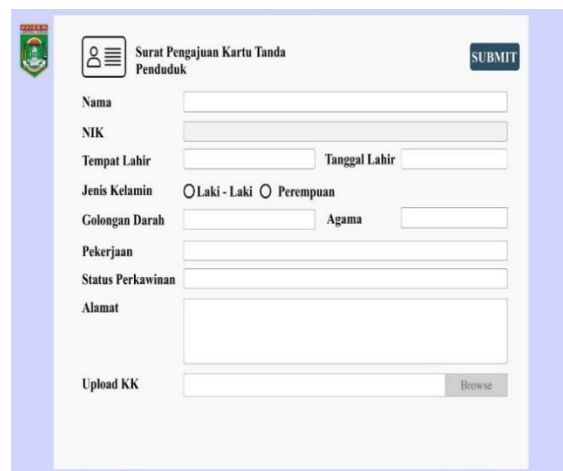 Surat Pengajuan Kartu Tanda
Penduduk
SUBMIT
Nama
NIK
Tempat Lahir
Tanggal Lahir
Jenis Kelamin
Laki - Laki
Perempuan
Golongan Darah
Agama
Pekerjaan
Status Perkawinan
Alamat
Upload KK
Browse